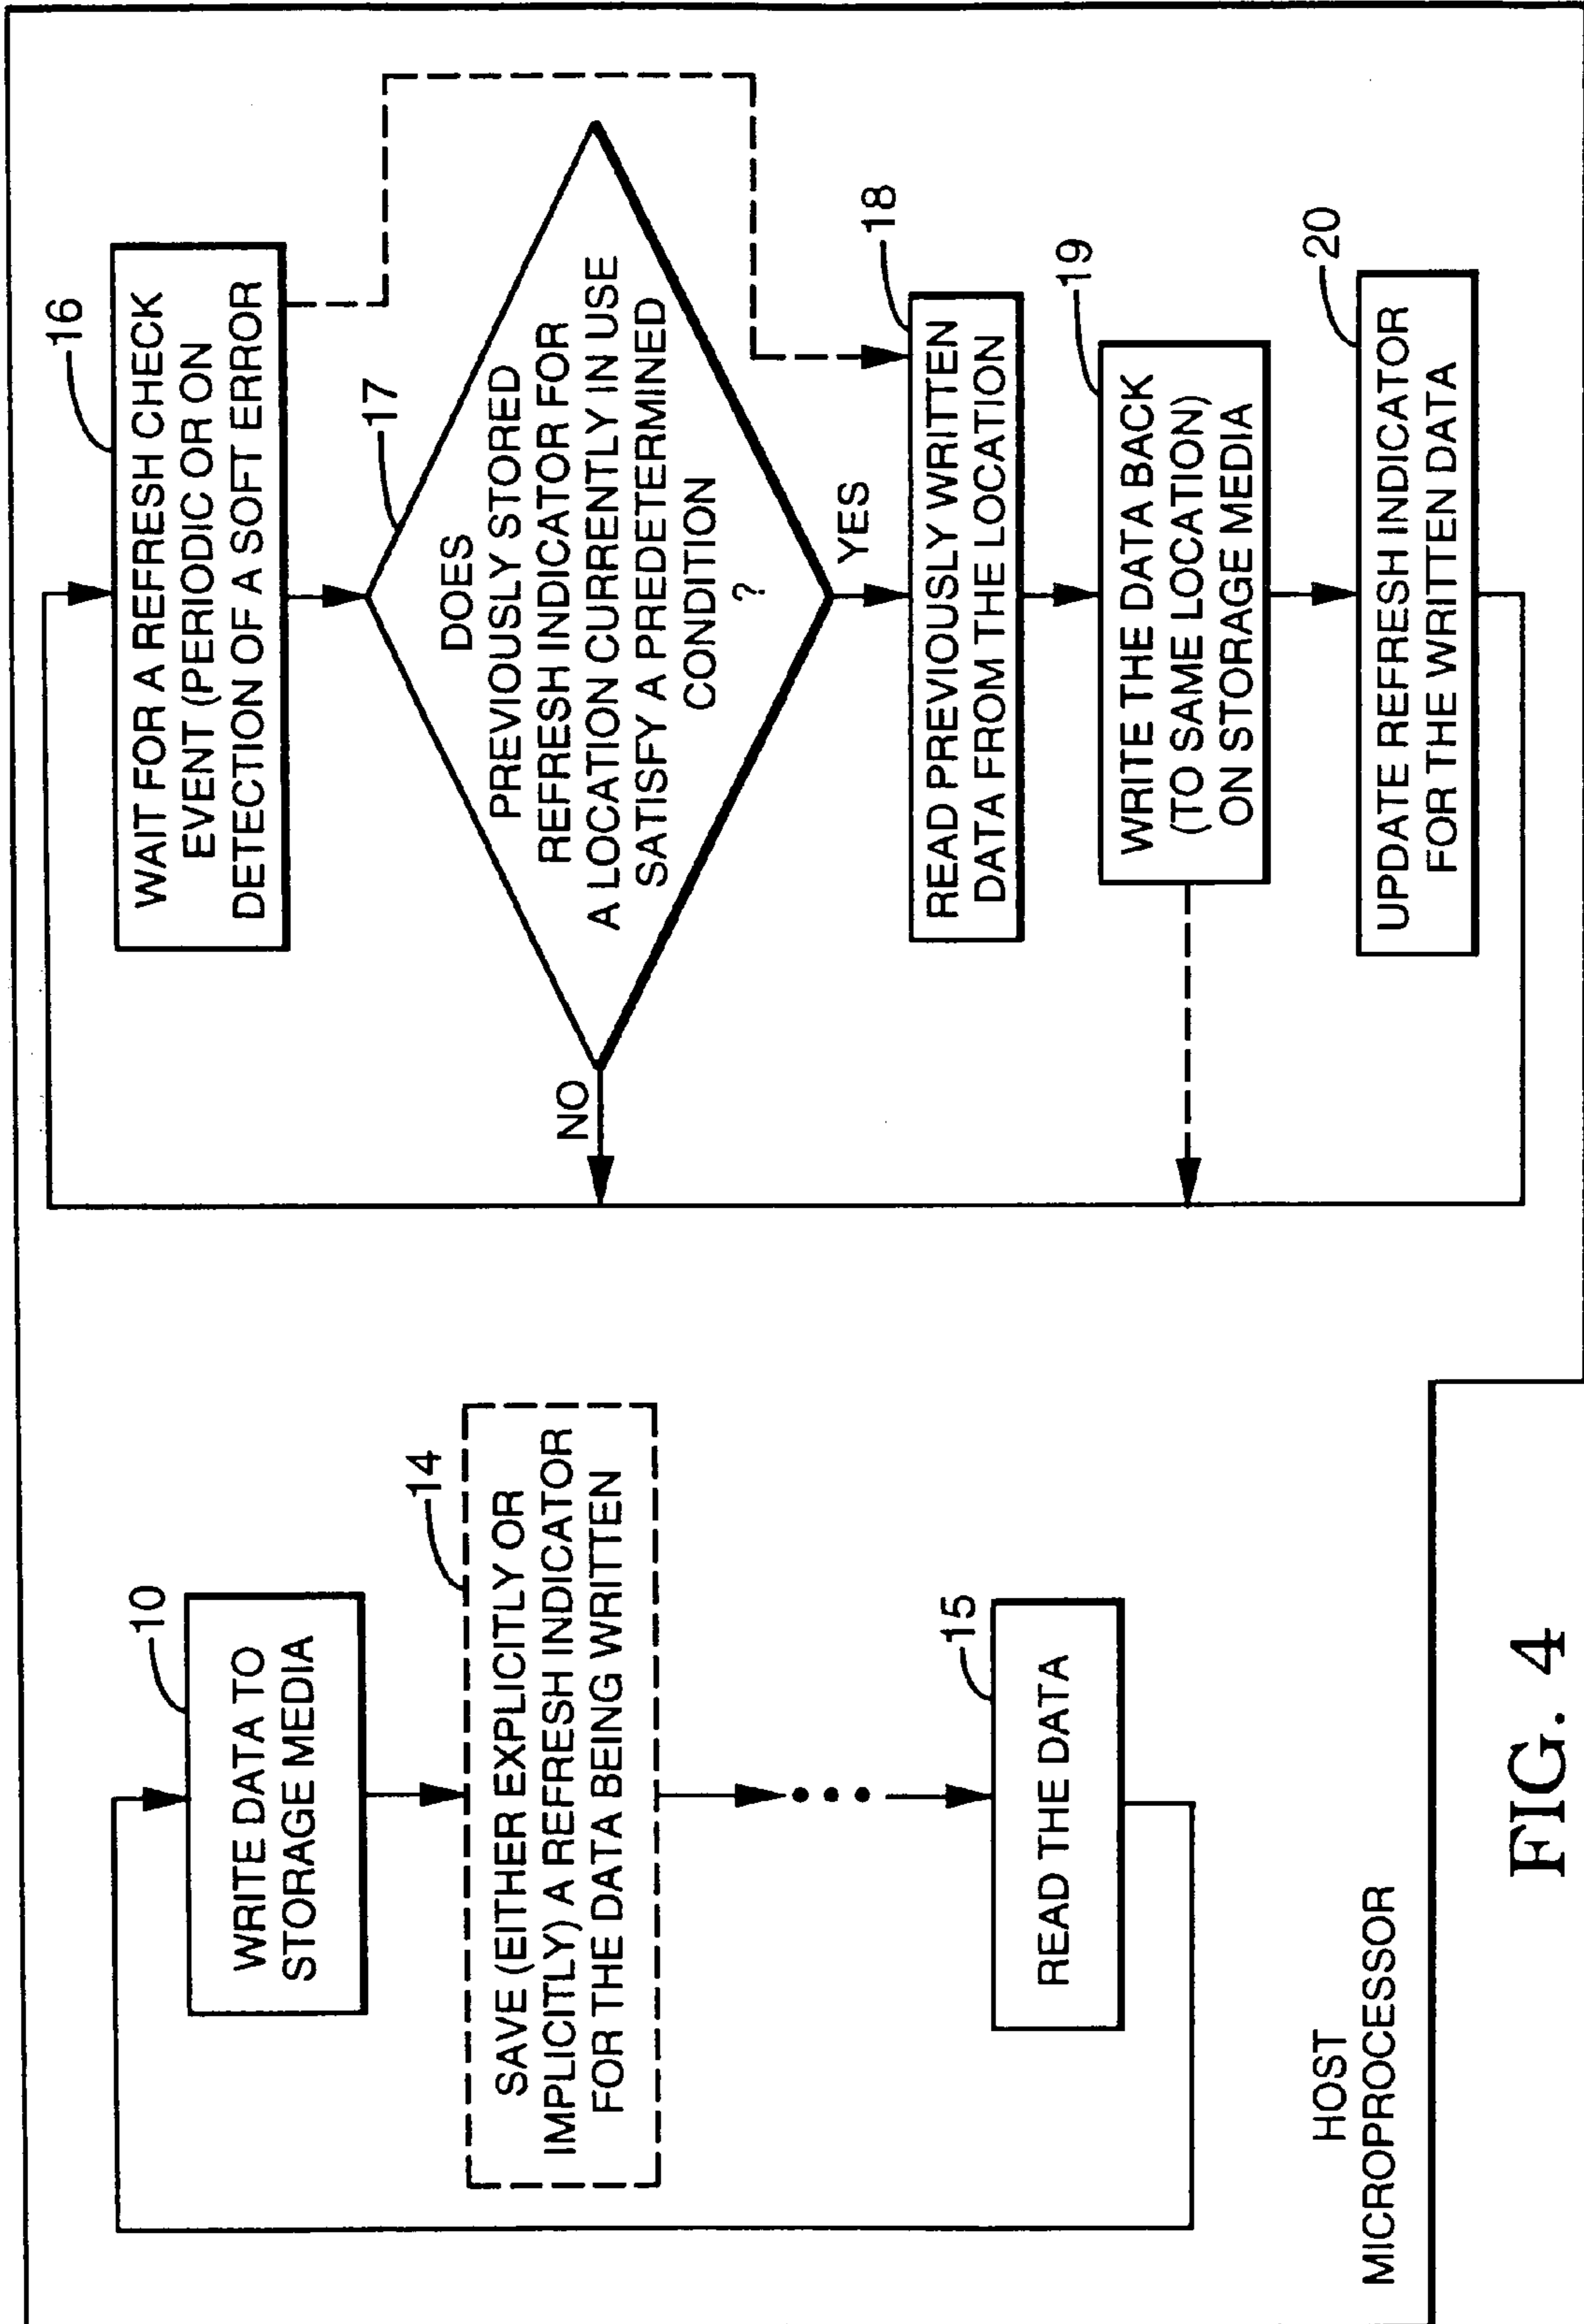 10
WRITE DATA TO
STORAGE MEDIA
14
SAVE (EITHER EXPLICITLY OR
IMPLICITLY) A REFRESH INDICATOR
FOR THE DATA BEING WRITTEN
15
READ THE DATA
HOST
MICROPROCESSOR
16
WAIT FOR A REFRESH CHECK
EVENT (PERIODIC OR ON
DETECTION OF A SOFT ERROR
17
DOES
PREVIOUSLY STORED
REFRESH INDICATOR FOR
A LOCATION CURRENTLY IN USE
SATISFY A PREDETERMINED
CONDITION
?
NO
YES
18
READ PREVIOUSLY WRITTEN
DATA FROM THE LOCATION
19
WRITE THE DATA BACK
(TO SAME LOCATION)
ON STORAGE MEDIA
20
UPDATE REFRESH INDICATOR
FOR THE WRITTEN DATA
FIG. 4